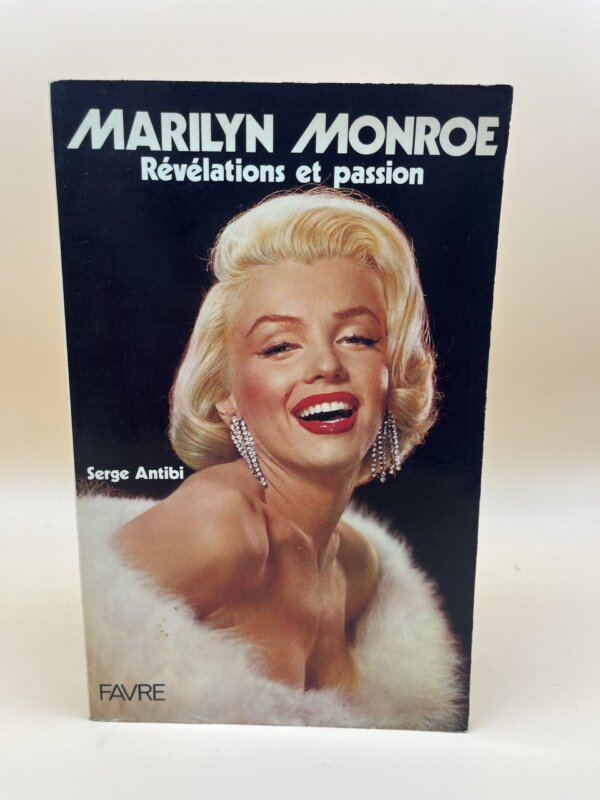 MARILYN MONROE
Révélations et passion
Serge Antibi
FAVRE